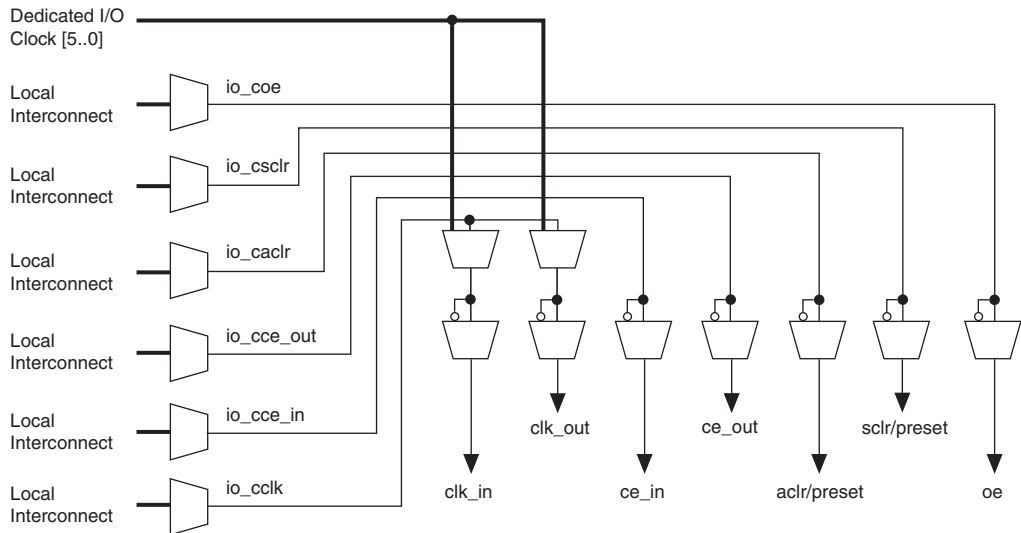 Dedicated I/O
Clock [5..0]
Local
Interconnect
io_coe
Local
Interconnect
io_csclr
Local
Interconnect
io_caclr
Local
Interconnect
io_cce_out
Local
Interconnect
io_cce_in
Local
Interconnect
io_cclk
clk_out
ce_out
sclr/preset
clk_in
ce_in
aclr/preset
oe